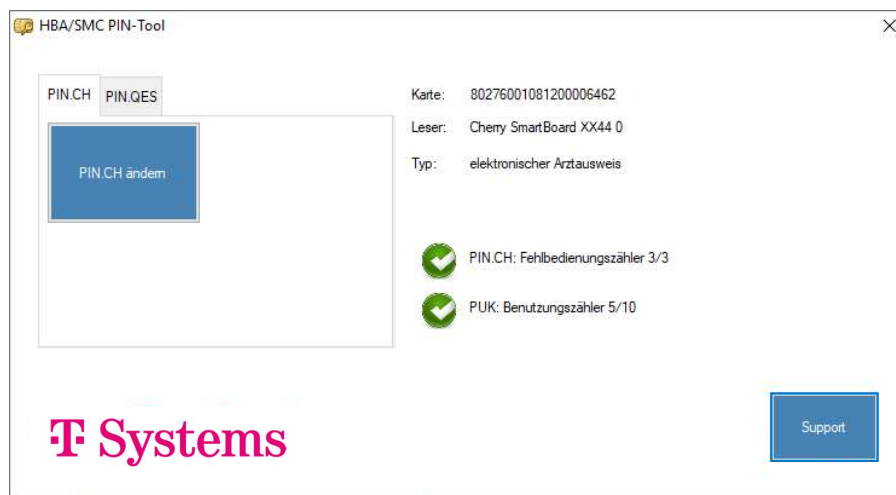 HBA/SMC PIN-Tool
PIN.CH
PIN.QES
PIN.CH ändern
Karte: 80276001081200006462
Leser: Cherry SmartBoard XX44 0
Typ: elektronischer Arztausweis
PIN.CH: Fehlbedienungszähler 3/3
PUK: Benutzungszähler 5/10
T Systems
Support